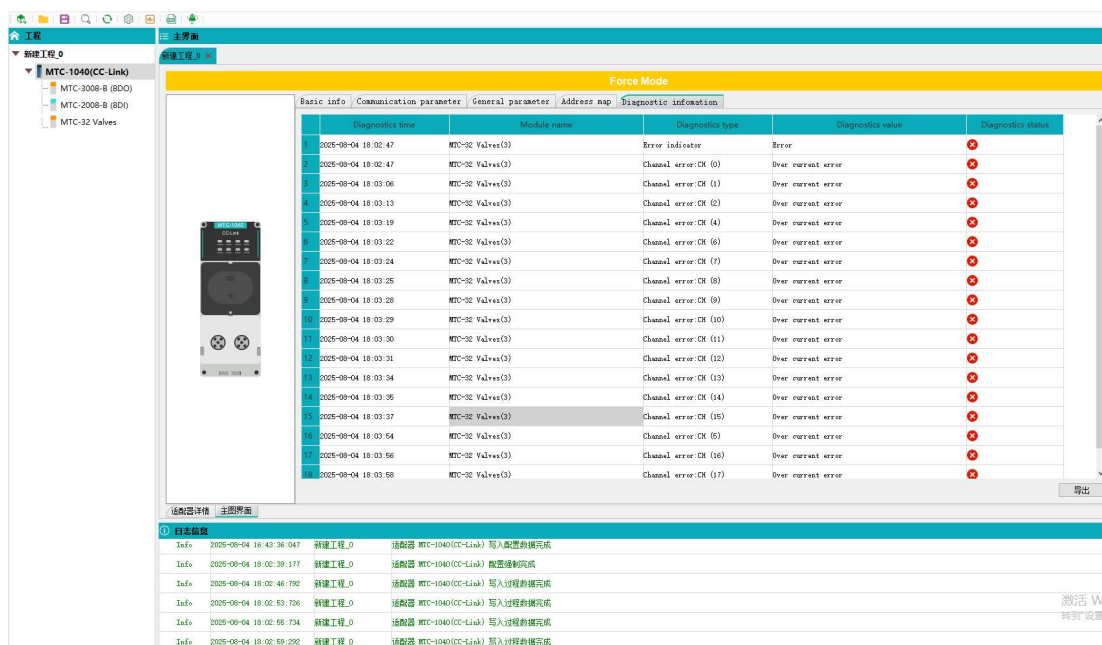 工程
主界面
新建工程_0
新建工程_0
MTC-1040(CC-Link)
MTC-3008-B (8DO)
MTC-2008-B (8DI)
MTC-32 Valves
Force Mode
Basic info Communication parameter General parameter Address map Diagnostic infomation
Diagnostics time Module name Diagnostics type Diagnostics value Diagnostics status
1 2025-08-04 18:02:47 MTC-32 Valves(3) Error indicator Error
2 2025-08-04 18:02:47 MTC-32 Valves(3) Channel error:CH (0) Over current error
3 2025-08-04 18:03:06 MTC-32 Valves(3) Channel error:CH (1) Over current error
4 2025-08-04 18:03:13 MTC-32 Valves(3) Channel error:CH (2) Over current error
5 2025-08-04 18:03:19 MTC-32 Valves(3) Channel error:CH (4) Over current error
6 2025-08-04 18:03:22 MTC-32 Valves(3) Channel error:CH (6) Over current error
7 2025-08-04 18:03:24 MTC-32 Valves(3) Channel error:CH (7) Over current error
8 2025-08-04 18:03:25 MTC-32 Valves(3) Channel error:CH (8) Over current error
9 2025-08-04 18:03:28 MTC-32 Valves(3) Channel error:CH (9) Over current error
10 2025-08-04 18:03:29 MTC-32 Valves(3) Channel error:CH (10) Over current error
11 2025-08-04 18:03:30 MTC-32 Valves(3) Channel error:CH (11) Over current error
12 2025-08-04 18:03:31 MTC-32 Valves(3) Channel error:CH (12) Over current error
13 2025-08-04 18:03:34 MTC-32 Valves(3) Channel error:CH (13) Over current error
14 2025-08-04 18:03:35 MTC-32 Valves(3) Channel error:CH (14) Over current error
15 2025-08-04 18:03:37 MTC-32 Valves(3) Channel error:CH (15) Over current error
16 2025-08-04 18:03:54 MTC-32 Valves(3) Channel error:CH (5) Over current error
17 2025-08-04 18:03:56 MTC-32 Valves(3) Channel error:CH (16) Over current error
18 2025-08-04 18:03:58 MTC-32 Valves(3) Channel error:CH (17) Over current error
MTC-1040
CC-Link
导出
适配器详情 主图界面
日志信息
Info 2025-08-04 16:43:36:047 新建工程_0 适配器 MTC-1040(CC-Link) 写入配置数据完成
Info 2025-08-04 18:02:39:177 新建工程_0 适配器 MTC-1040(CC-Link) 配置强制完成
Info 2025-08-04 18:02:46:792 新建工程_0 适配器 MTC-1040(CC-Link) 写入过程数据完成
Info 2025-08-04 18:02:53:726 新建工程_0 适配器 MTC-1040(CC-Link) 写入过程数据完成
Info 2025-08-04 18:02:55:734 新建工程_0 适配器 MTC-1040(CC-Link) 写入过程数据完成
Info 2025-08-04 18:02:59:292 新建工程_0 适配器 MTC-1040(CC-Link) 写入过程数据完成
激活 W
转到"设置